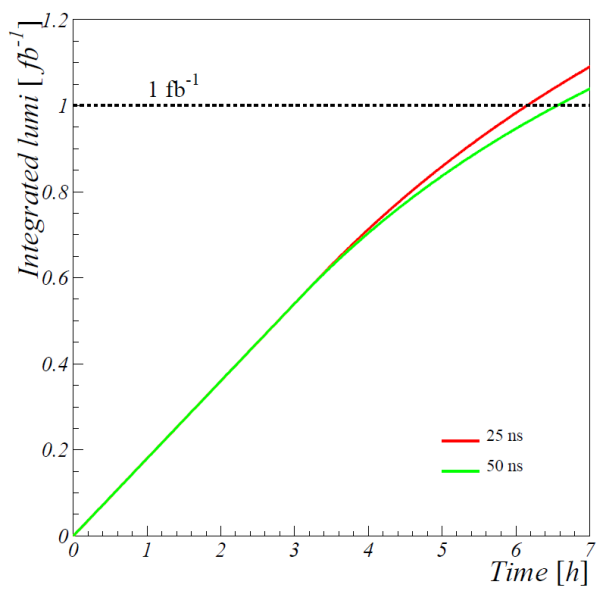 Integrated lumi [ fb⁻¹]
1.2
1
0.8
0.6
0.4
0.2
0
1 fb⁻¹
25 ns
50 ns
0 1 2 3 4 5 6 7
Time [h]